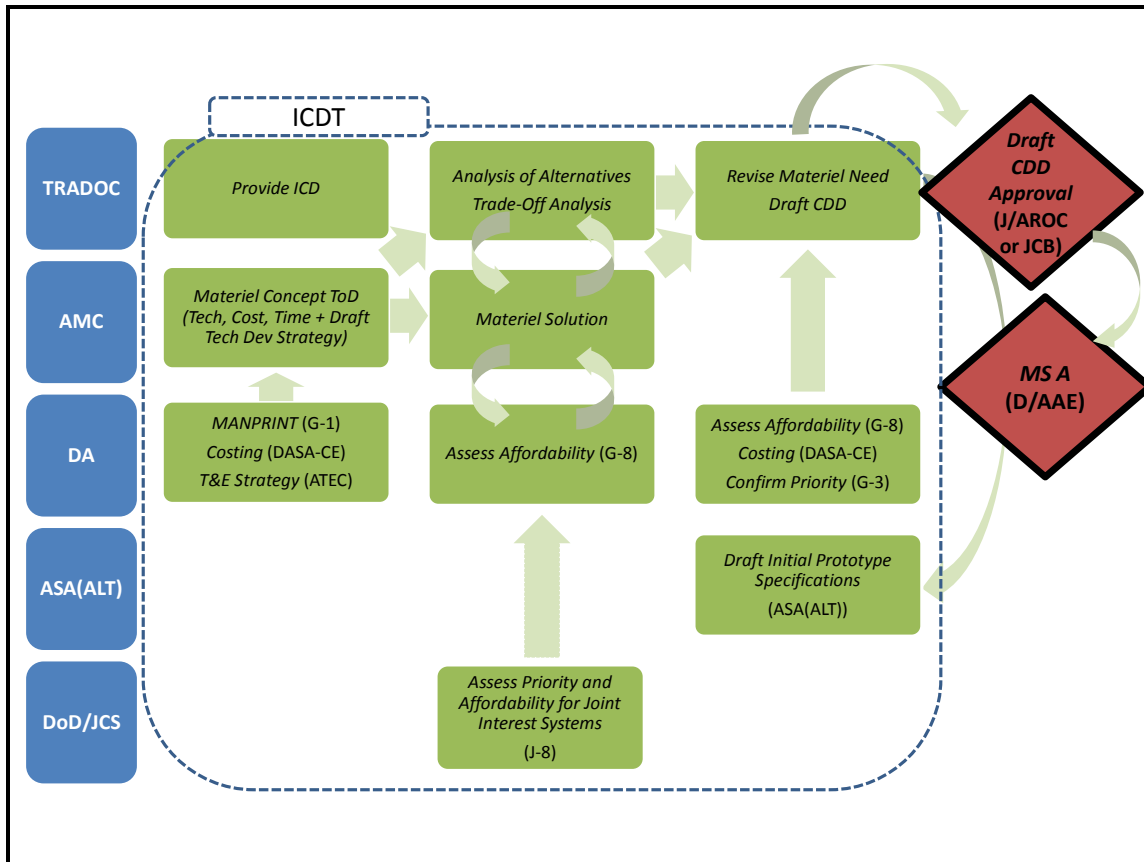 ICDT
TRADOC
Provide ICD
Analysis of Alternatives
Trade-Off Analysis
Revise Materiel Need
Draft CDD
Draft
CDD
Approval
(J/AROC
or JCB)
AMC
Materiel Concept ToD
(Tech, Cost, Time + Draft
Tech Dev Strategy)
Materiel Solution
MS A
(D/AAE)
DA
MANPRINT (G-1)
Costing (DASA-CE)
T&E Strategy (ATEC)
Assess Affordability (G-8)
Assess Affordability (G-8)
Costing (DASA-CE)
Confirm Priority (G-3)
ASA(ALT)
Draft Initial Prototype
Specifications
(ASA(ALT))
DoD/JCS
Assess Priority and
Affordability for Joint
Interest Systems
(J-8)